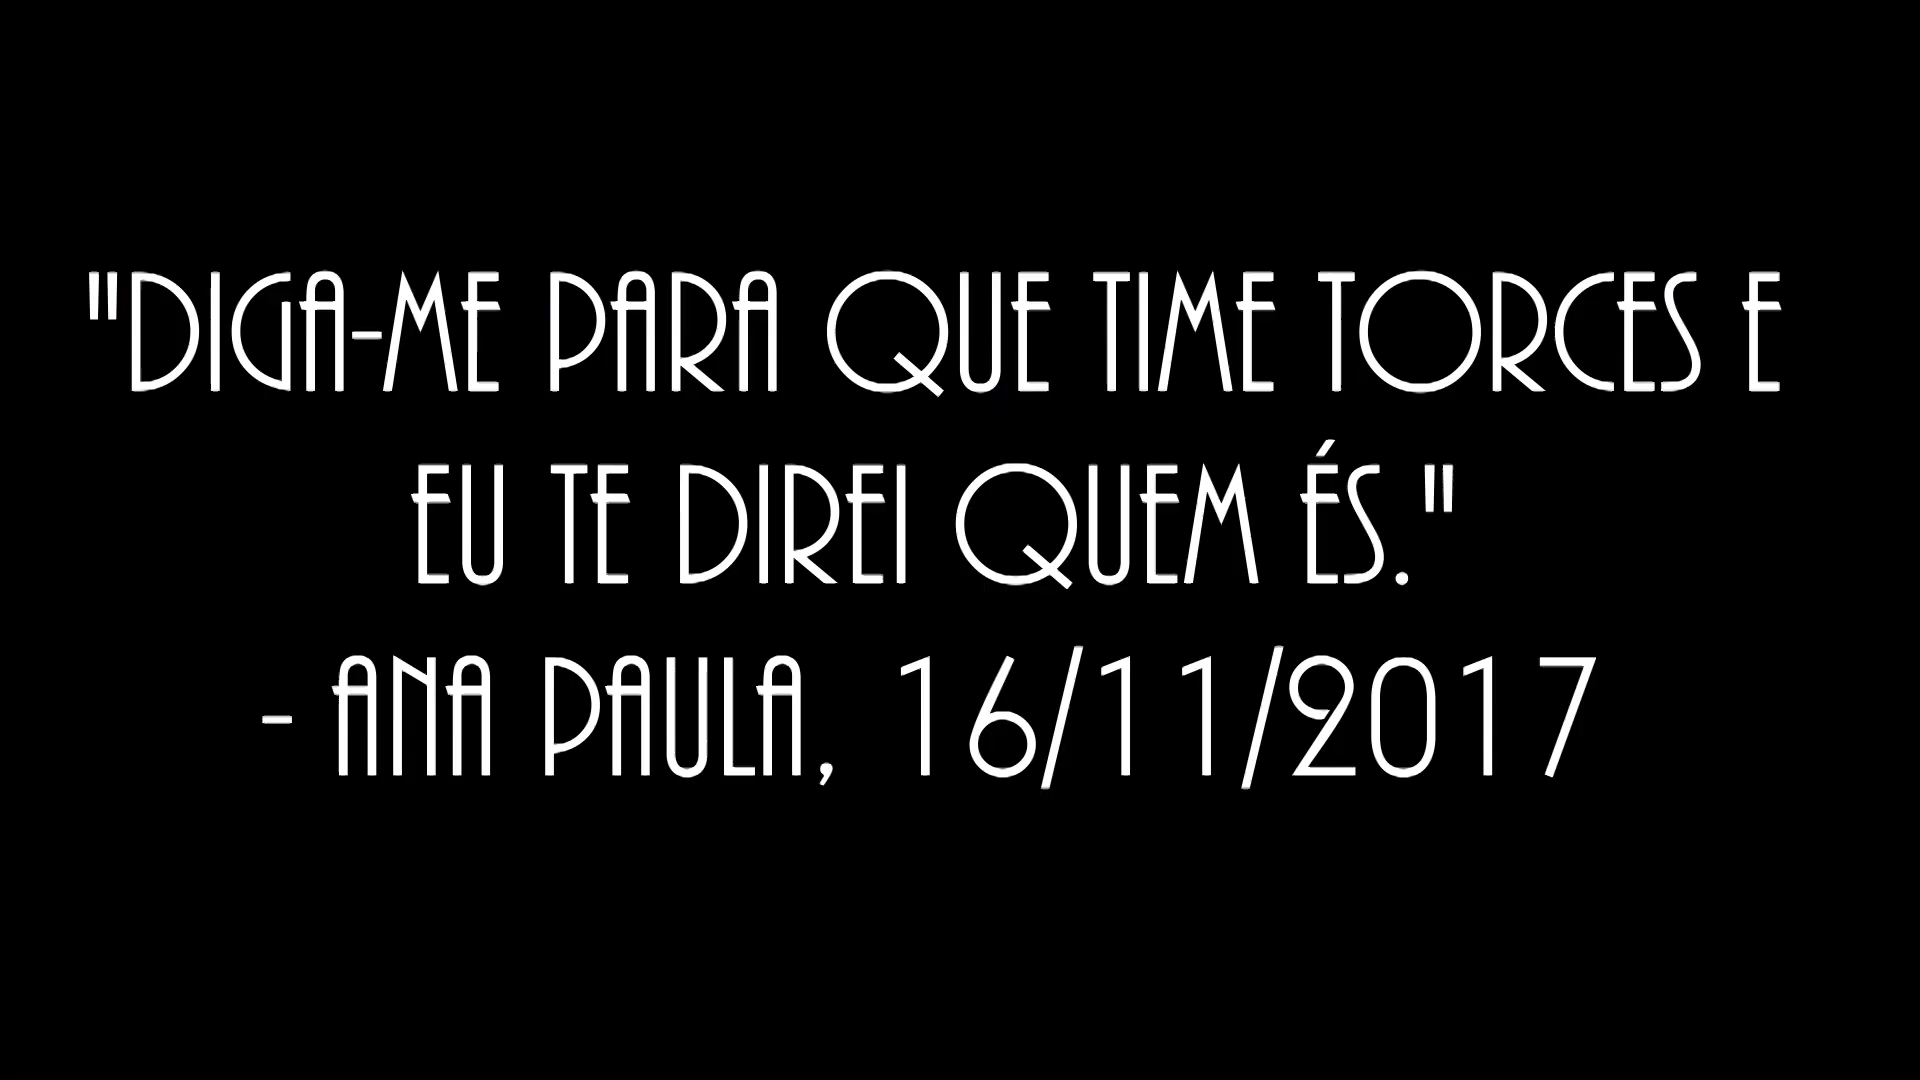 "DIGA-ME PARA QUE TIME TORCES E
EU TE DIREI QUEM ÉS."
- ANA PAULA, 16/11/2017